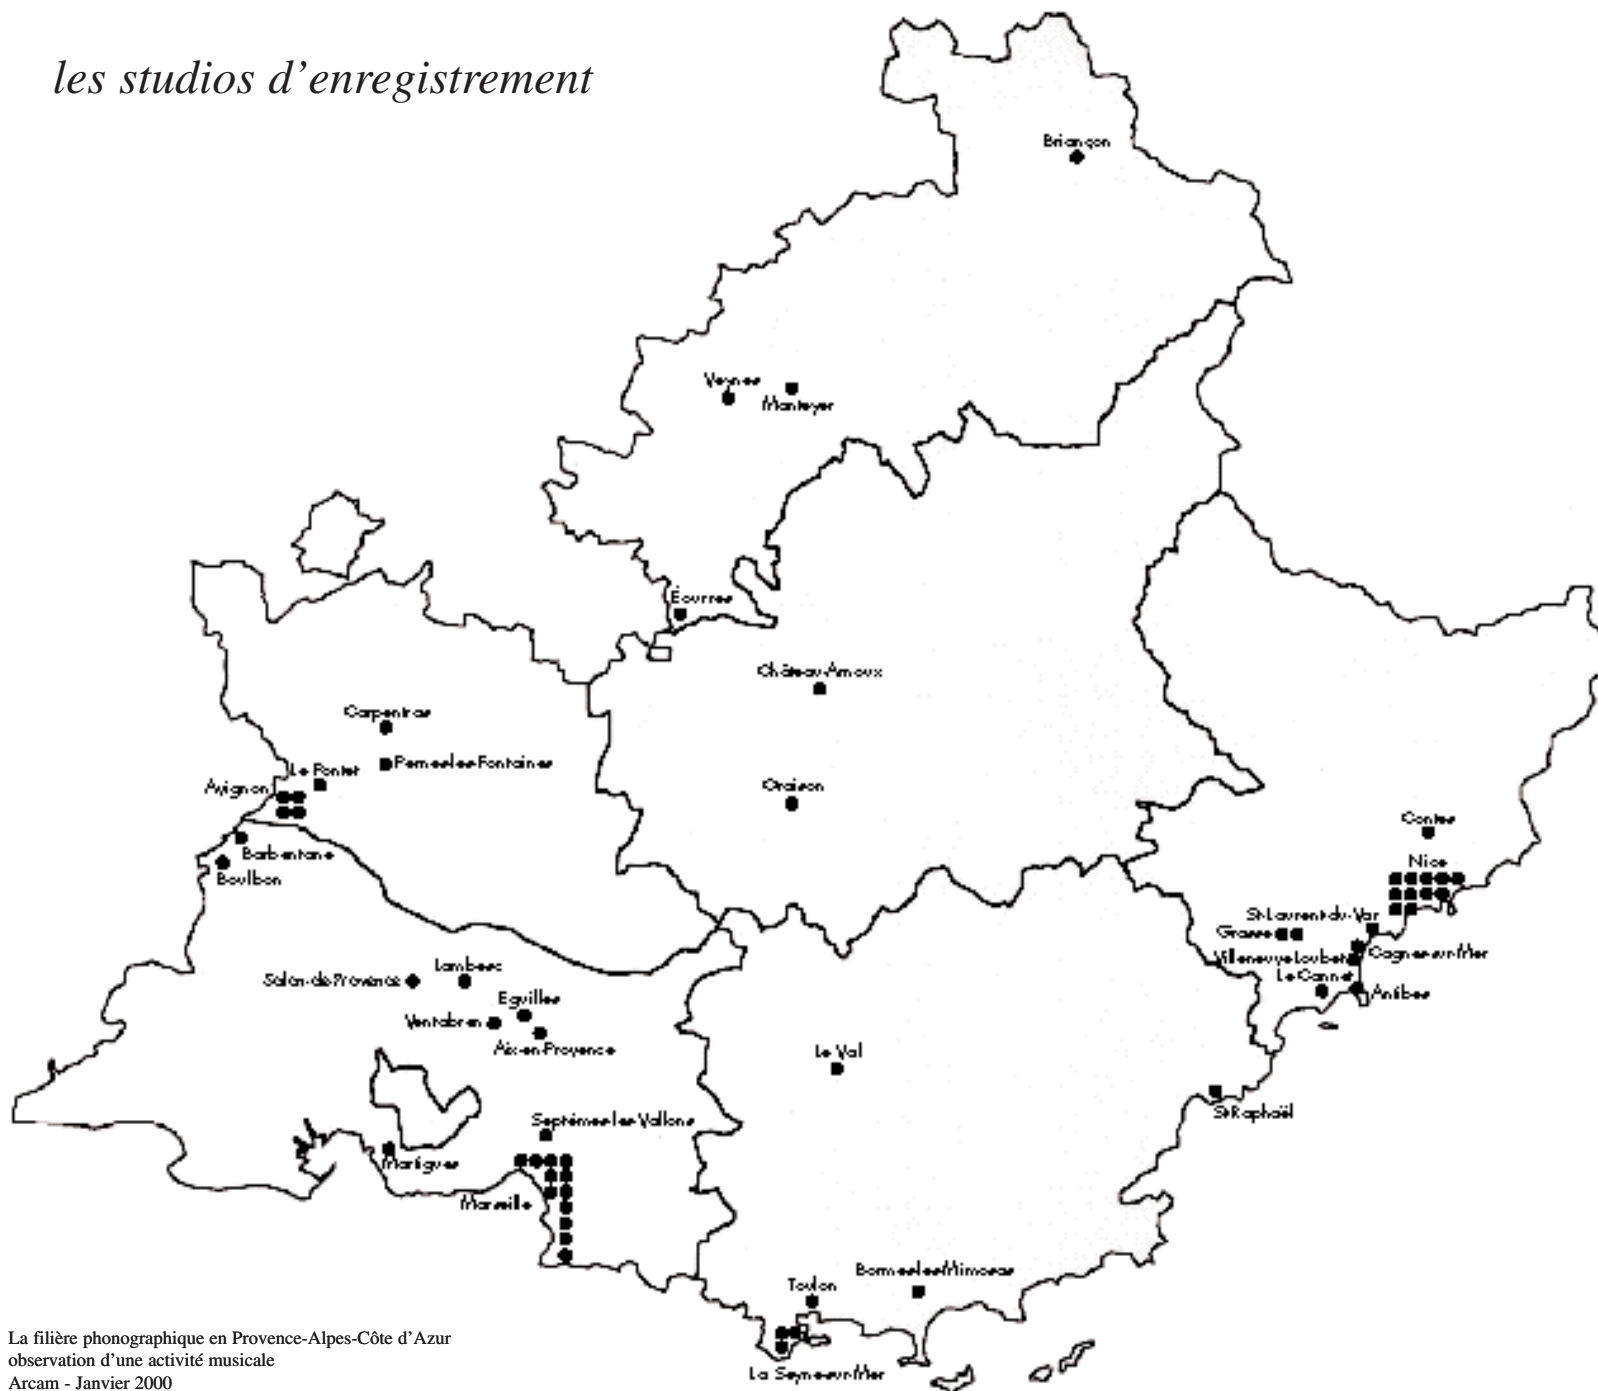 les studios d'enregistrement
Briançon
Veynes
Manteyer
Éourres
Château-Arnoux
Carpentras
Pernes-les-Fontaines
Le Pontet
Avignon
Oraison
Contes
Barbentane
Boulbon
Nice
St-Laurent-du-Var
Grasse
Cagnes-sur-Mer
Villeneuve-Loubet
Le Cannet
Antibes
Salon-de-Provence
Lambesc
Eguilles
Ventabren
Aix-en-Provence
Le Val
St-Raphaël
Septèmes-les-Vallons
Martigues
Marseille
Bormes-les-Mimosas
Toulon
La Seyne-sur-Mer
La filière phonographique en Provence-Alpes-Côte d'Azur
observation d'une activité musicale
Arcam - Janvier 2000